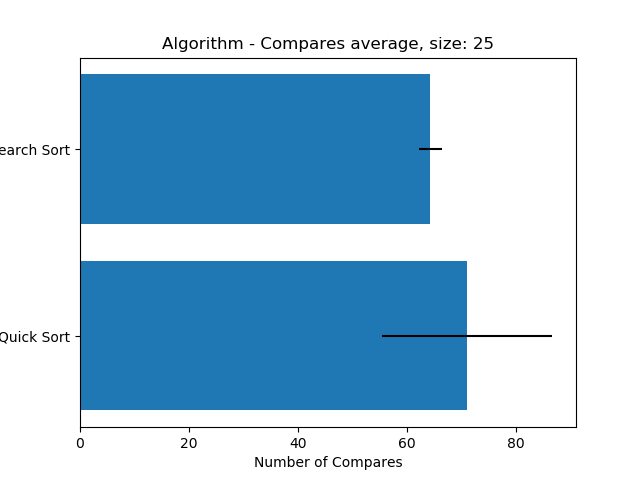 Algorithm - Compares average, size: 25
earch Sort
Quick Sort
0 20 40 60 80
Number of Compares